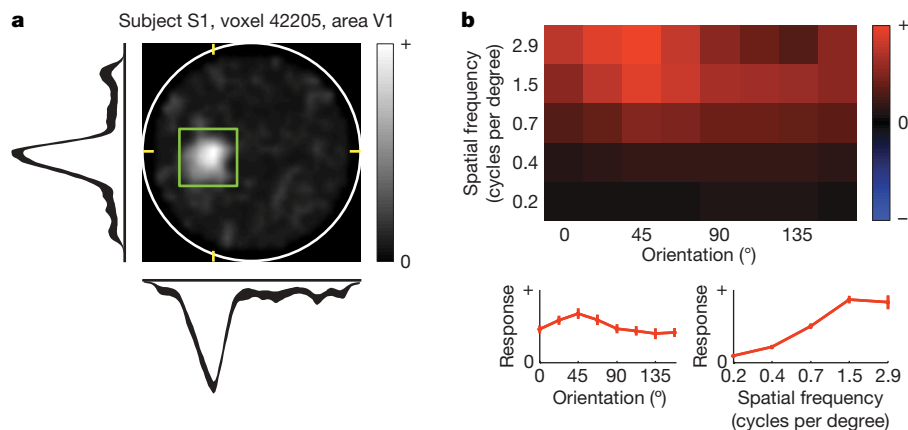 a
Subject S1, voxel 42205, area V1
+
0
b
Spatial frequency
(cycles per degree)
2.9
1.5
0.7
0.4
0.2
0 45 90 135
Orientation (°)
+
0
–
Response
+
0
0 45 90 135
Orientation (º)
Response
+
0
0.2 0.4 0.7 1.5 2.9
Spatial frequency
(cycles per degree)